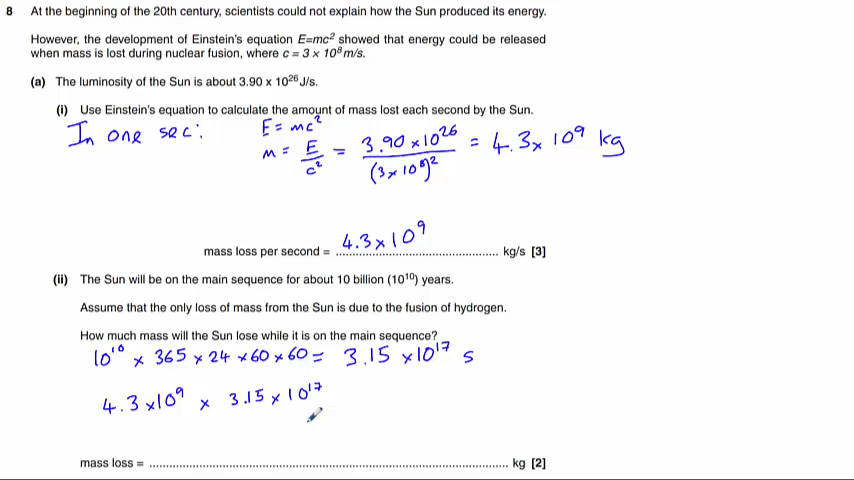 8 At the beginning of the 20th century, scientists could not explain how the Sun produced its energy.
However, the development of Einstein's equation E=mc² showed that energy could be released
when mass is lost during nuclear fusion, where c = 3 × 10⁸m/s.
(a) The luminosity of the Sun is about 3.90 x 10²⁶J/s.
(i) Use Einstein's equation to calculate the amount of mass lost each second by the Sun.
In one sec: E = mc²
m = E/c² = 3.90 × 10²⁶/(3 × 10⁸)² = 4.3 × 10⁹ kg
mass loss per second = 4.3 × 10⁹ kg/s [3]
(ii) The Sun will be on the main sequence for about 10 billion (10¹⁰) years.
Assume that the only loss of mass from the Sun is due to the fusion of hydrogen.
How much mass will the Sun lose while it is on the main sequence?
10¹⁰ × 365 × 24 × 60 × 60 = 3.15 × 10¹⁷ s
4.3 × 10⁹ × 3.15 × 10¹⁷
mass loss = ........ kg [2]